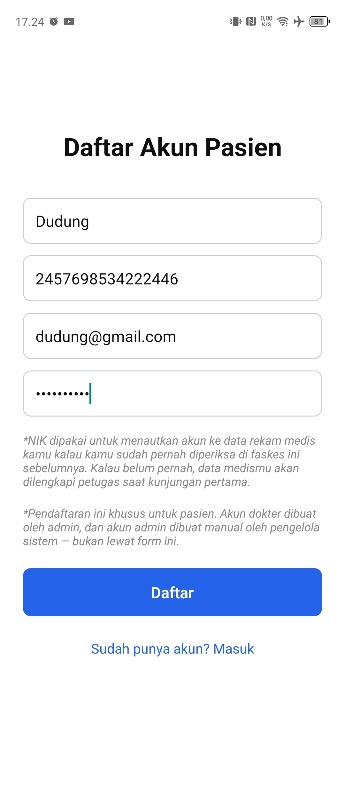 17.24
0,00
K/S
81
Daftar Akun Pasien
Dudung
2457698534222446
dudung@gmail.com
••••••••••
*NIK dipakai untuk menautkan akun ke data rekam medis
kamu kalau kamu sudah pernah diperiksa di faskes ini
sebelumnya. Kalau belum pernah, data medismu akan
dilengkapi petugas saat kunjungan pertama.
*Pendaftaran ini khusus untuk pasien. Akun dokter dibuat
oleh admin, dan akun admin dibuat manual oleh pengelola
sistem — bukan lewat form ini.
Daftar
Sudah punya akun? Masuk